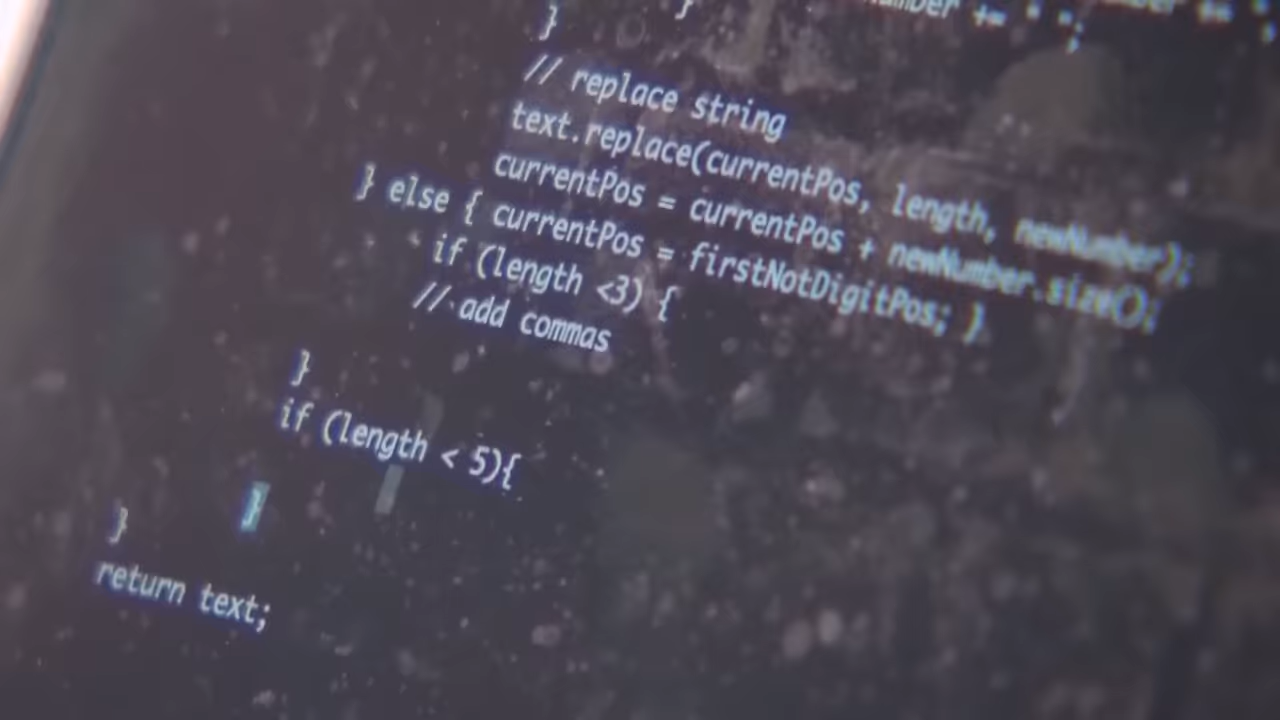 += " ";
}
}
// replace string
text.replace(currentPos, length, newNumber);
currentPos = currentPos + newNumber.size();
} else { currentPos = firstNotDigitPos; }
if (length <3) {
// add commas
}
if (length < 5){
}
}
return text;